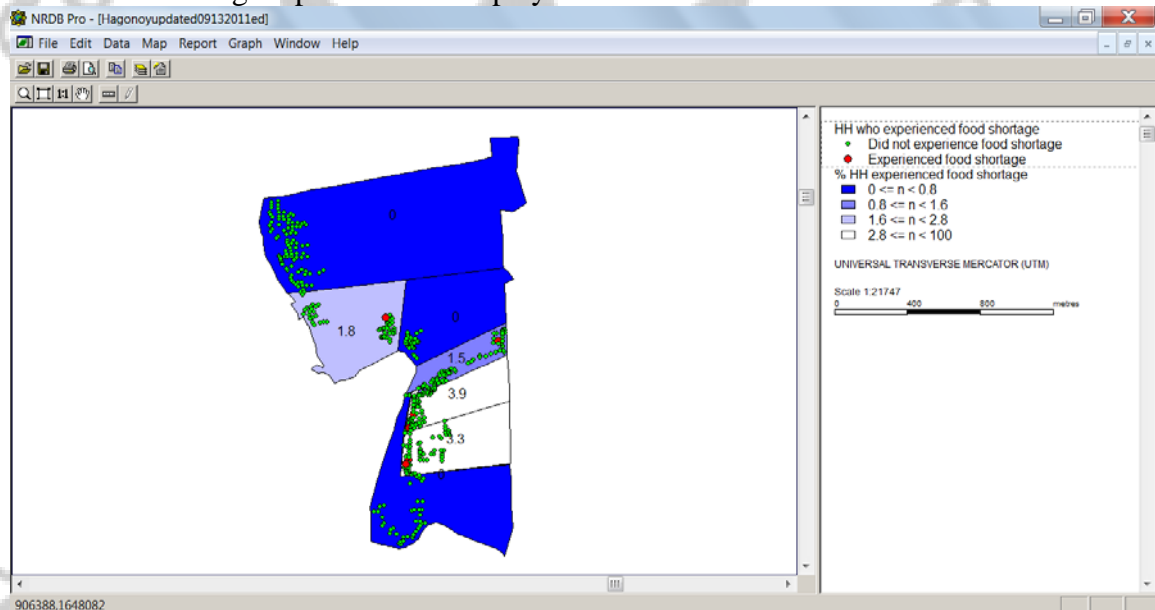 NRDB Pro - [Hagonoyupdated09132011ed]
File Edit Data Map Report Graph Window Help
1:1
HH who experienced food shortage
Did not experience food shortage
Experienced food shortage
% HH experienced food shortage
0 <= n < 0.8
0.8 <= n < 1.6
1.6 <= n < 2.8
2.8 <= n < 100
UNIVERSAL TRANSVERSE MERCATOR (UTM)
Scale 1:21747
0 400 800 metres
0
1.8
0
1.5
3.9
3.3
0
906388,1648082